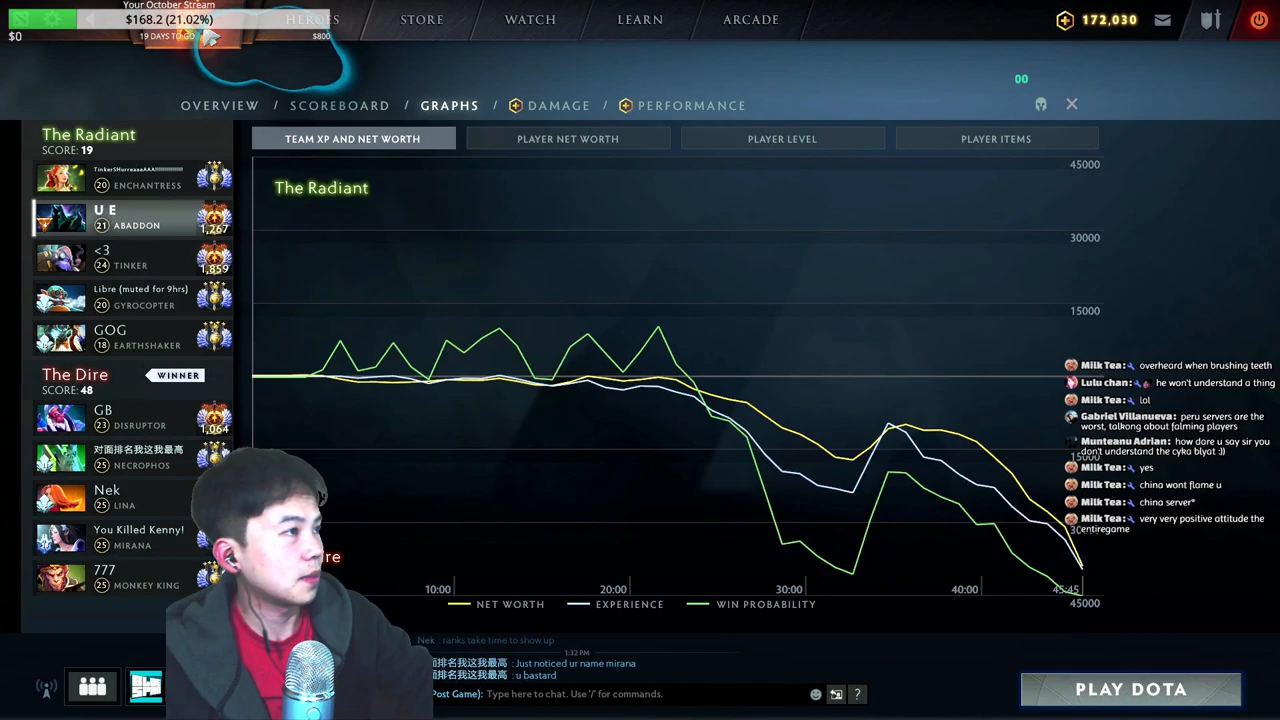 Your October Stream
$168.2 (21.02%)
19 DAYS TO GO
$0
$800
HEROES
STORE
WATCH
LEARN
ARCADE
172,030
00
OVERVIEW / SCOREBOARD / GRAPHS / DAMAGE / PERFORMANCE
TEAM XP AND NET WORTH
PLAYER NET WORTH
PLAYER LEVEL
PLAYER ITEMS
The Radiant
SCORE: 19
20 ENCHANTRESS
U E
21 ABADDON
1,267
<3
24 TINKER
1,859
Libre (muted for 9hrs)
20 GYROCOPTER
GOG
18 EARTHSHAKER
The Dire
WINNER
SCORE: 48
GB
23 DISRUPTOR
1,064
对面排名我这我最高
25 NECROPHOS
Nek
25 LINA
You Killed Kenny!
25 MIRANA
777
25 MONKEY KING
The Radiant
45000
30000
15000
15000
45000
re
10:00
20:00
30:00
40:00
45:45
NET WORTH
EXPERIENCE
WIN PROBABILITY
Milk Tea: overheard when brushing teeth
Lulu chan: he won't understand a thing
Milk Tea: lol
Gabriel Villanueva: peru servers are the
worst, talkong about falming players
Munteanu Adrian: how dare u say sir you
don't understand the cyka blyat :))
Milk Tea: yes
Milk Tea: china wont flame u
Milk Tea: china server*
Milk Tea: very very positive attitude the
entiregame
Nek : ranks take time to show up
1:32 PM
面排名我这我最高 : Just noticed ur name mirana
面排名我这我最高 : u bastard
(Post Game): Type here to chat. Use '/' for commands.
?
PLAY DOTA